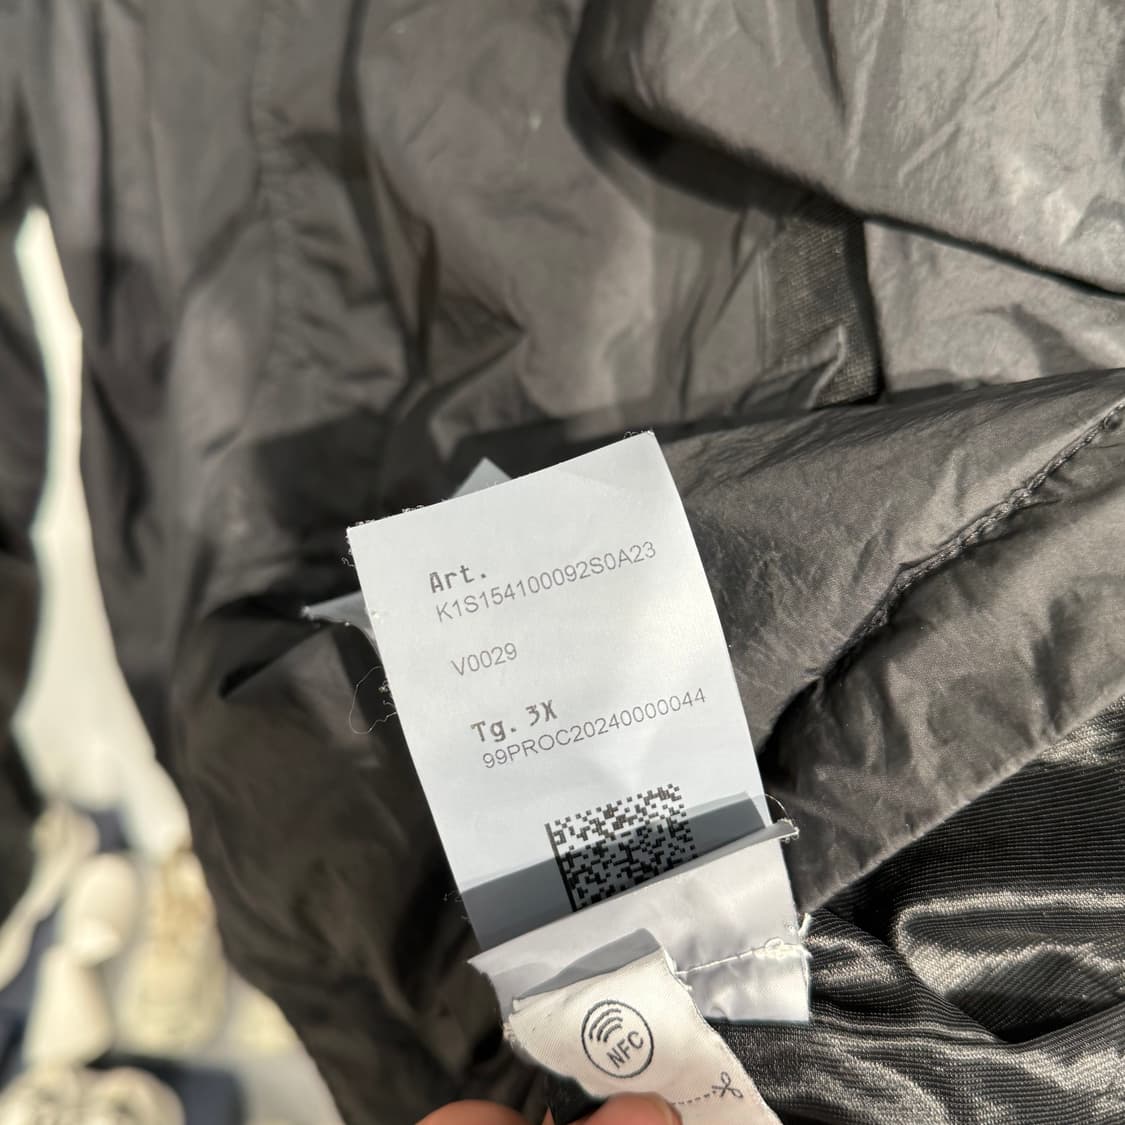 Art.
K1S154100092S0A23
V0029
Tg. 3X
99PROC20240000044
NFC